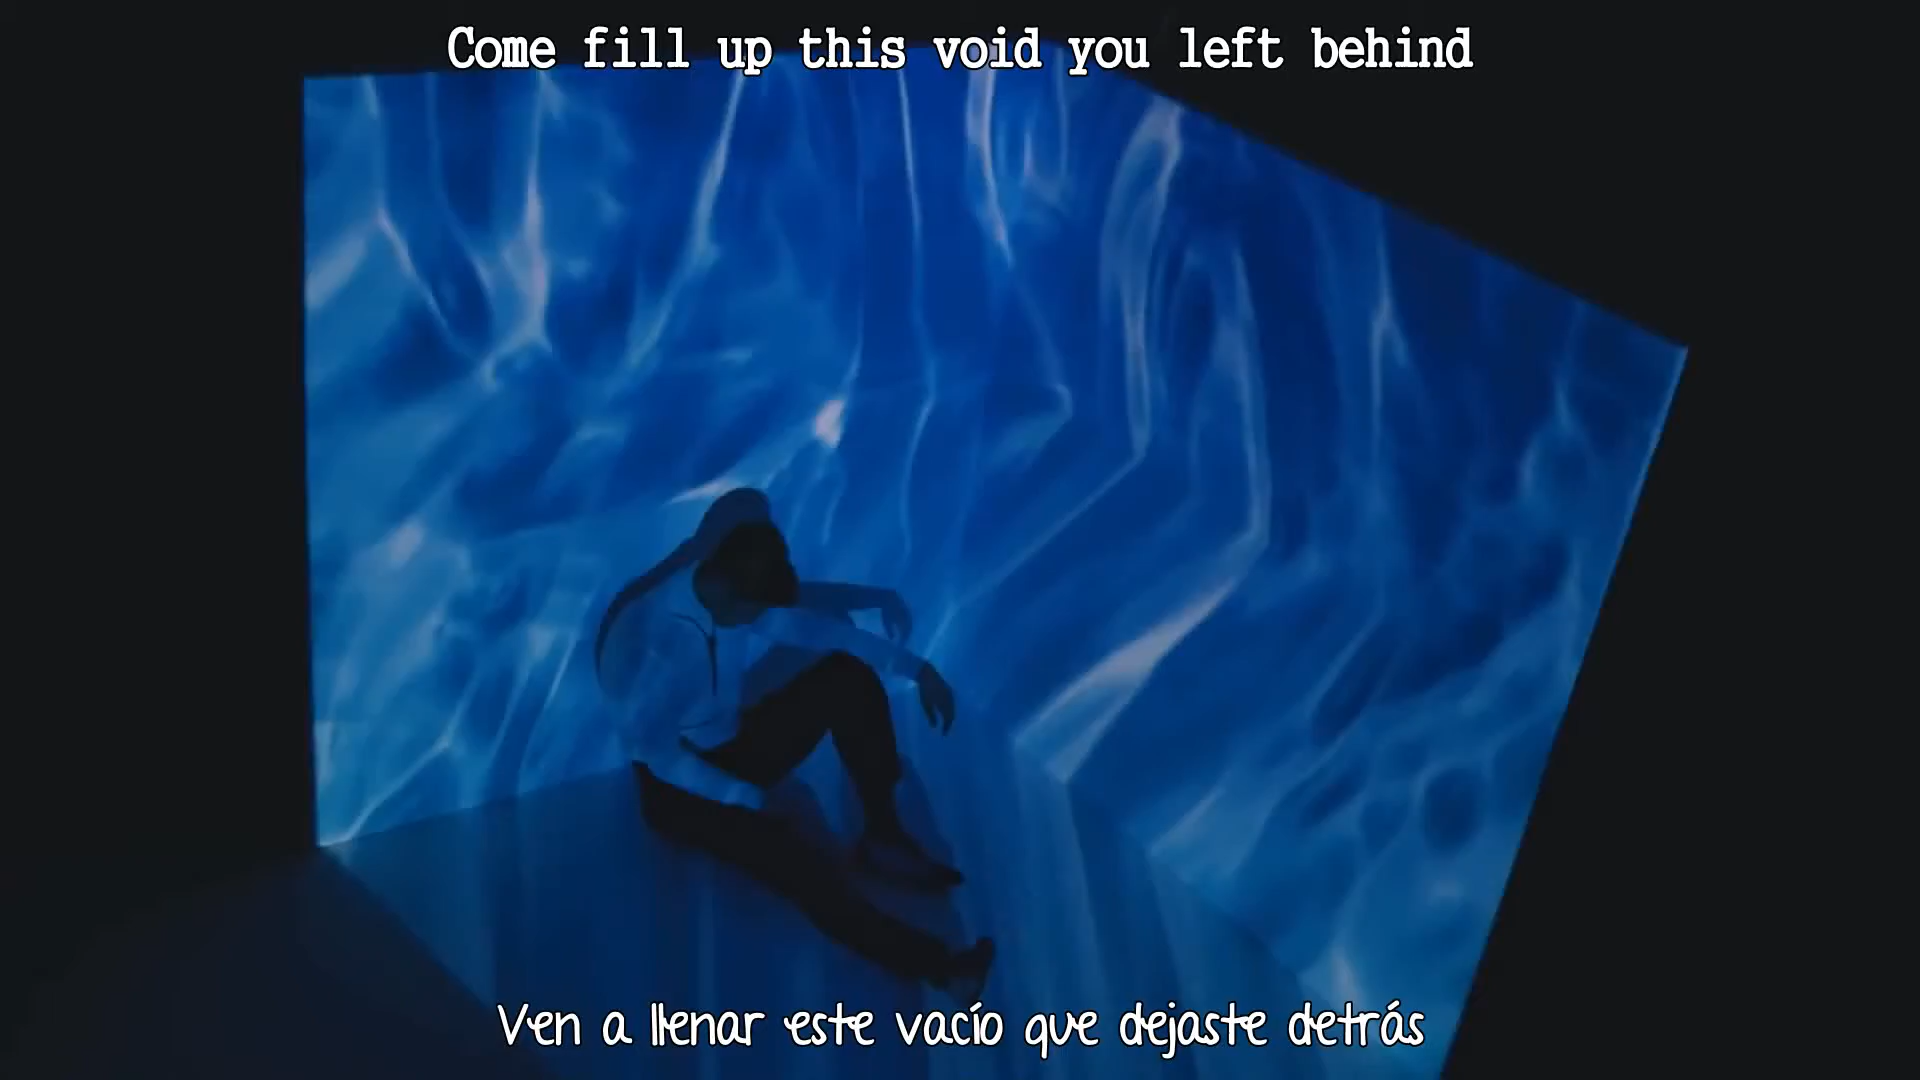 Come fill up this void you left behind
Ven a llenar este vacío que dejaste detrás